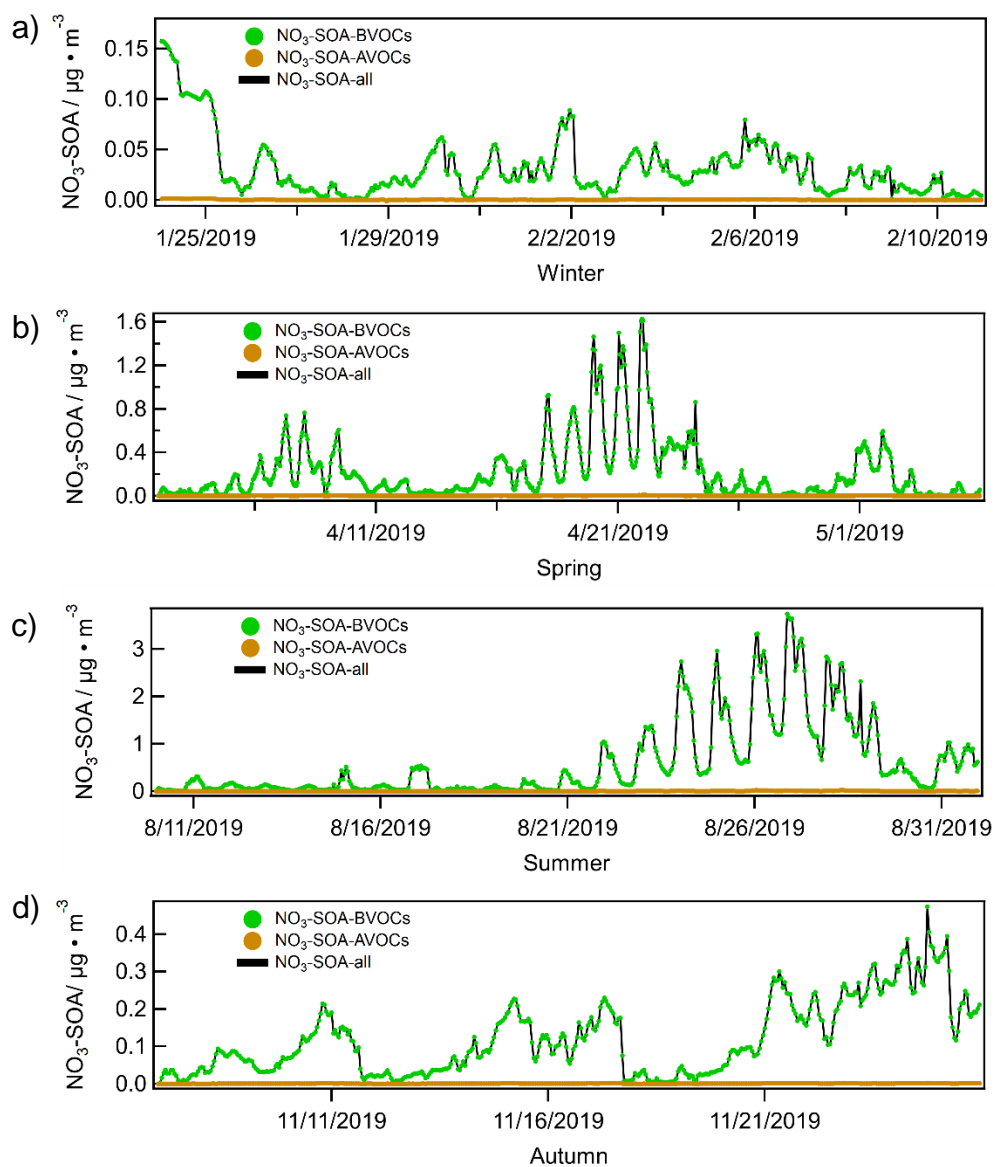 a)
NO₃-SOA / µg • m⁻³
0.15
0.10
0.05
0.00
NO₃-SOA-BVOCs
NO₃-SOA-AVOCs
NO₃-SOA-all
1/25/2019 1/29/2019 2/2/2019 2/6/2019 2/10/2019
Winter
b)
NO₃-SOA / µg • m⁻³
1.6
1.2
0.8
0.4
0.0
NO₃-SOA-BVOCs
NO₃-SOA-AVOCs
NO₃-SOA-all
4/11/2019 4/21/2019 5/1/2019
Spring
c)
NO₃-SOA / µg • m⁻³
3
2
1
0
NO₃-SOA-BVOCs
NO₃-SOA-AVOCs
NO₃-SOA-all
8/11/2019 8/16/2019 8/21/2019 8/26/2019 8/31/2019
Summer
d)
NO₃-SOA/ µg • m⁻³
0.4
0.3
0.2
0.1
0.0
NO₃-SOA-BVOCs
NO₃-SOA-AVOCs
NO₃-SOA-all
11/11/2019 11/16/2019 11/21/2019
Autumn